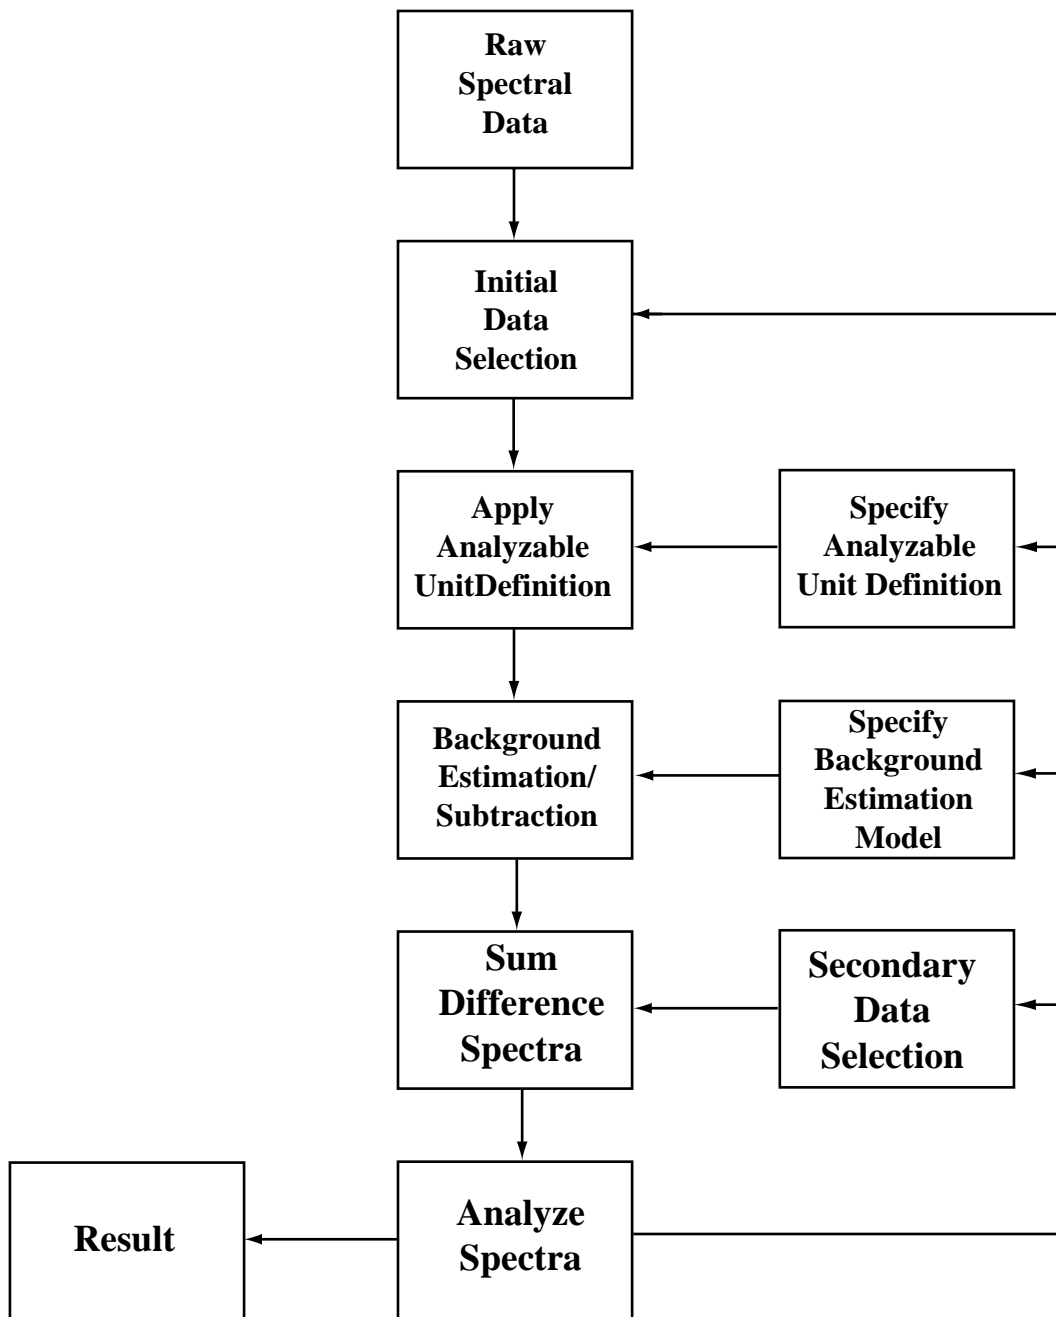 Raw
Spectral
Data
Initial
Data
Selection
Apply
Analyzable
UnitDefinition
Specify
Analyzable
Unit Definition
Background
Estimation/
Subtraction
Specify
Background
Estimation
Model
Sum
Difference
Spectra
Secondary
Data
Selection
Result
Analyze
Spectra